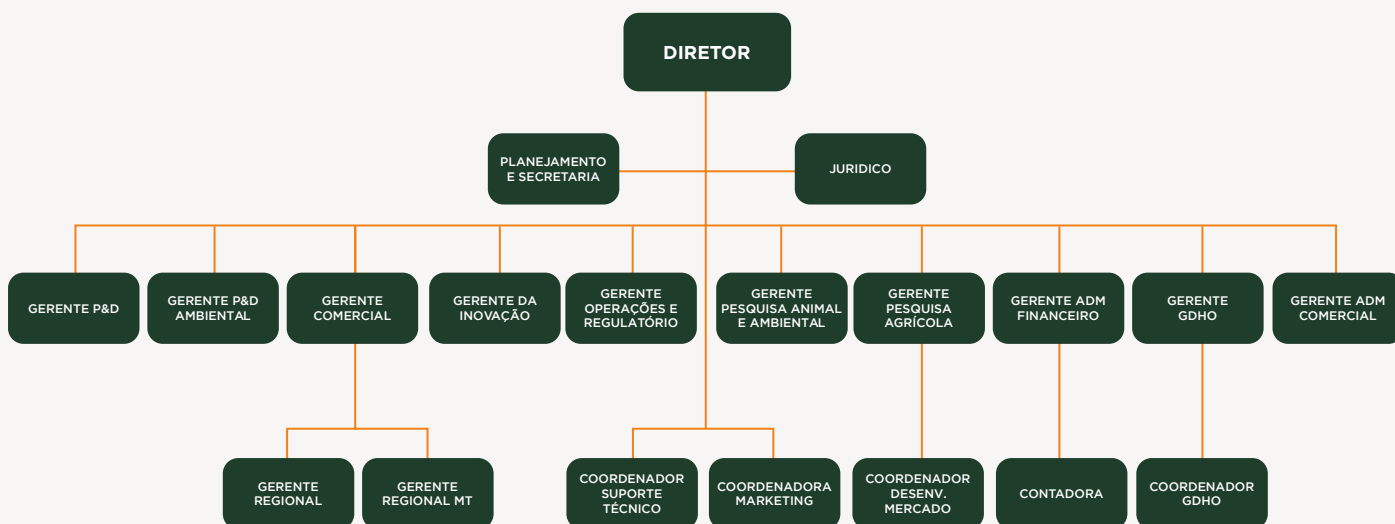 DIRETOR
PLANEJAMENTO
E SECRETARIA
JURIDICO
GERENTE P&D
GERENTE P&D
AMBIENTAL
GERENTE
COMERCIAL
GERENTE DA
INOVAÇÃO
GERENTE
OPERAÇÕES E
REGULATÓRIO
GERENTE
PESQUISA ANIMAL
E AMBIENTAL
GERENTE
PESQUISA
AGRÍCOLA
GERENTE ADM
FINANCEIRO
GERENTE
GDHO
GERENTE ADM
COMERCIAL
GERENTE
REGIONAL
GERENTE
REGIONAL MT
COORDENADOR
SUPORTE
TÉCNICO
COORDENADORA
MARKETING
COORDENADOR
DESENV.
MERCADO
CONTADORA
COORDENADOR
GDHO